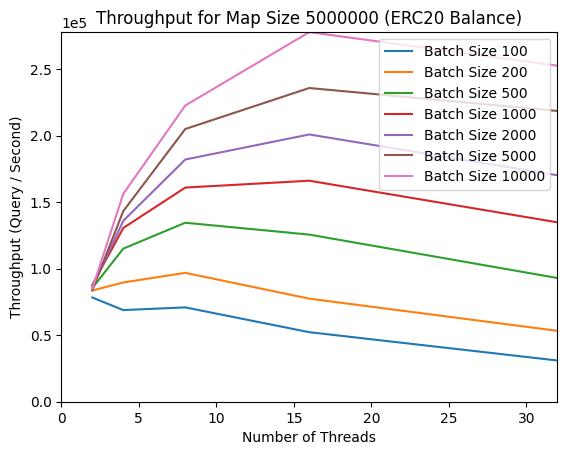 Throughput for Map Size 5000000 (ERC20 Balance)
1e5
Batch Size 100
Batch Size 200
Batch Size 500
Batch Size 1000
Batch Size 2000
Batch Size 5000
Batch Size 10000
2.5
2.0
1.5
1.0
0.5
0.0
Throughput (Query / Second)
0 5 10 15 20 25 30
Number of Threads